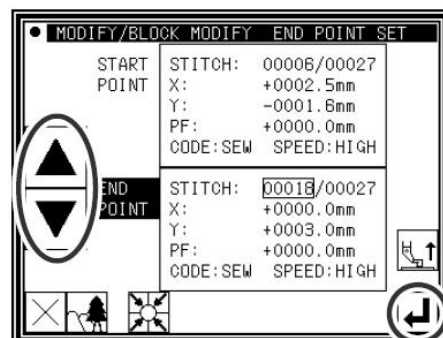 MODIFY/BLOCK MODIFY END POINT SET
START POINT
STITCH: 00006/00027
X: +0002.5mm
Y: -0001.6mm
PF: +0000.0mm
CODE:SEW SPEED:HIGH
END POINT
STITCH: 00018/00027
X: +0000.0mm
Y: +0003.0mm
PF: +0000.0mm
CODE:SEW SPEED:HIGH